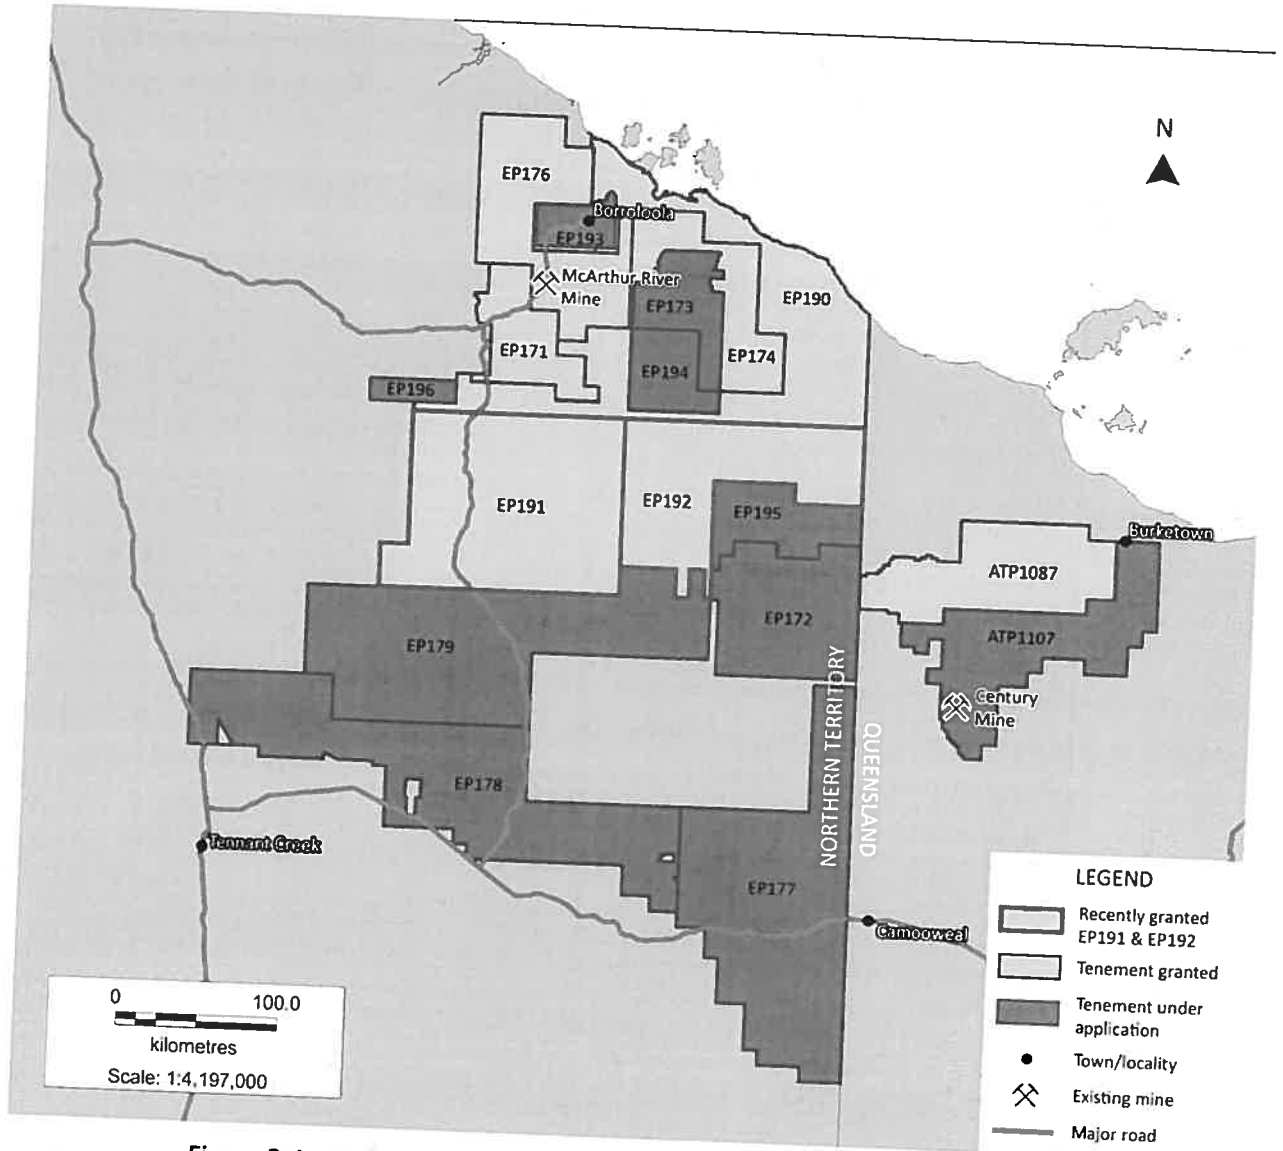 N
EP176
Borroloola
EP193
McArthur River
Mine
EP173
EP190
EP171
EP174
EP194
EP196
EP191
EP192
EP195
Burketown
ATP1087
EP172
ATP1107
EP179
Century
Mine
NORTHERN TERRITORY
QUEENSLAND
EP178
Tennant Creek
EP177
Camooweal
LEGEND
Recently granted
EP191 & EP192
Tenement granted
Tenement under
application
Town/locality
Existing mine
Major road
0 100.0
kilometres
Scale: 1:4,197,000